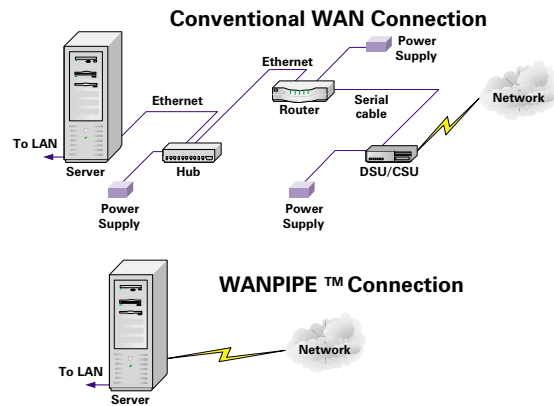 Conventional WAN Connection
Ethernet
Power
Supply
Ethernet
Router
Serial
cable
Network
To LAN
Server
Hub
DSU/CSU
Power
Supply
Power
Supply
WANPIPE ™ Connection
Network
To LAN
Server